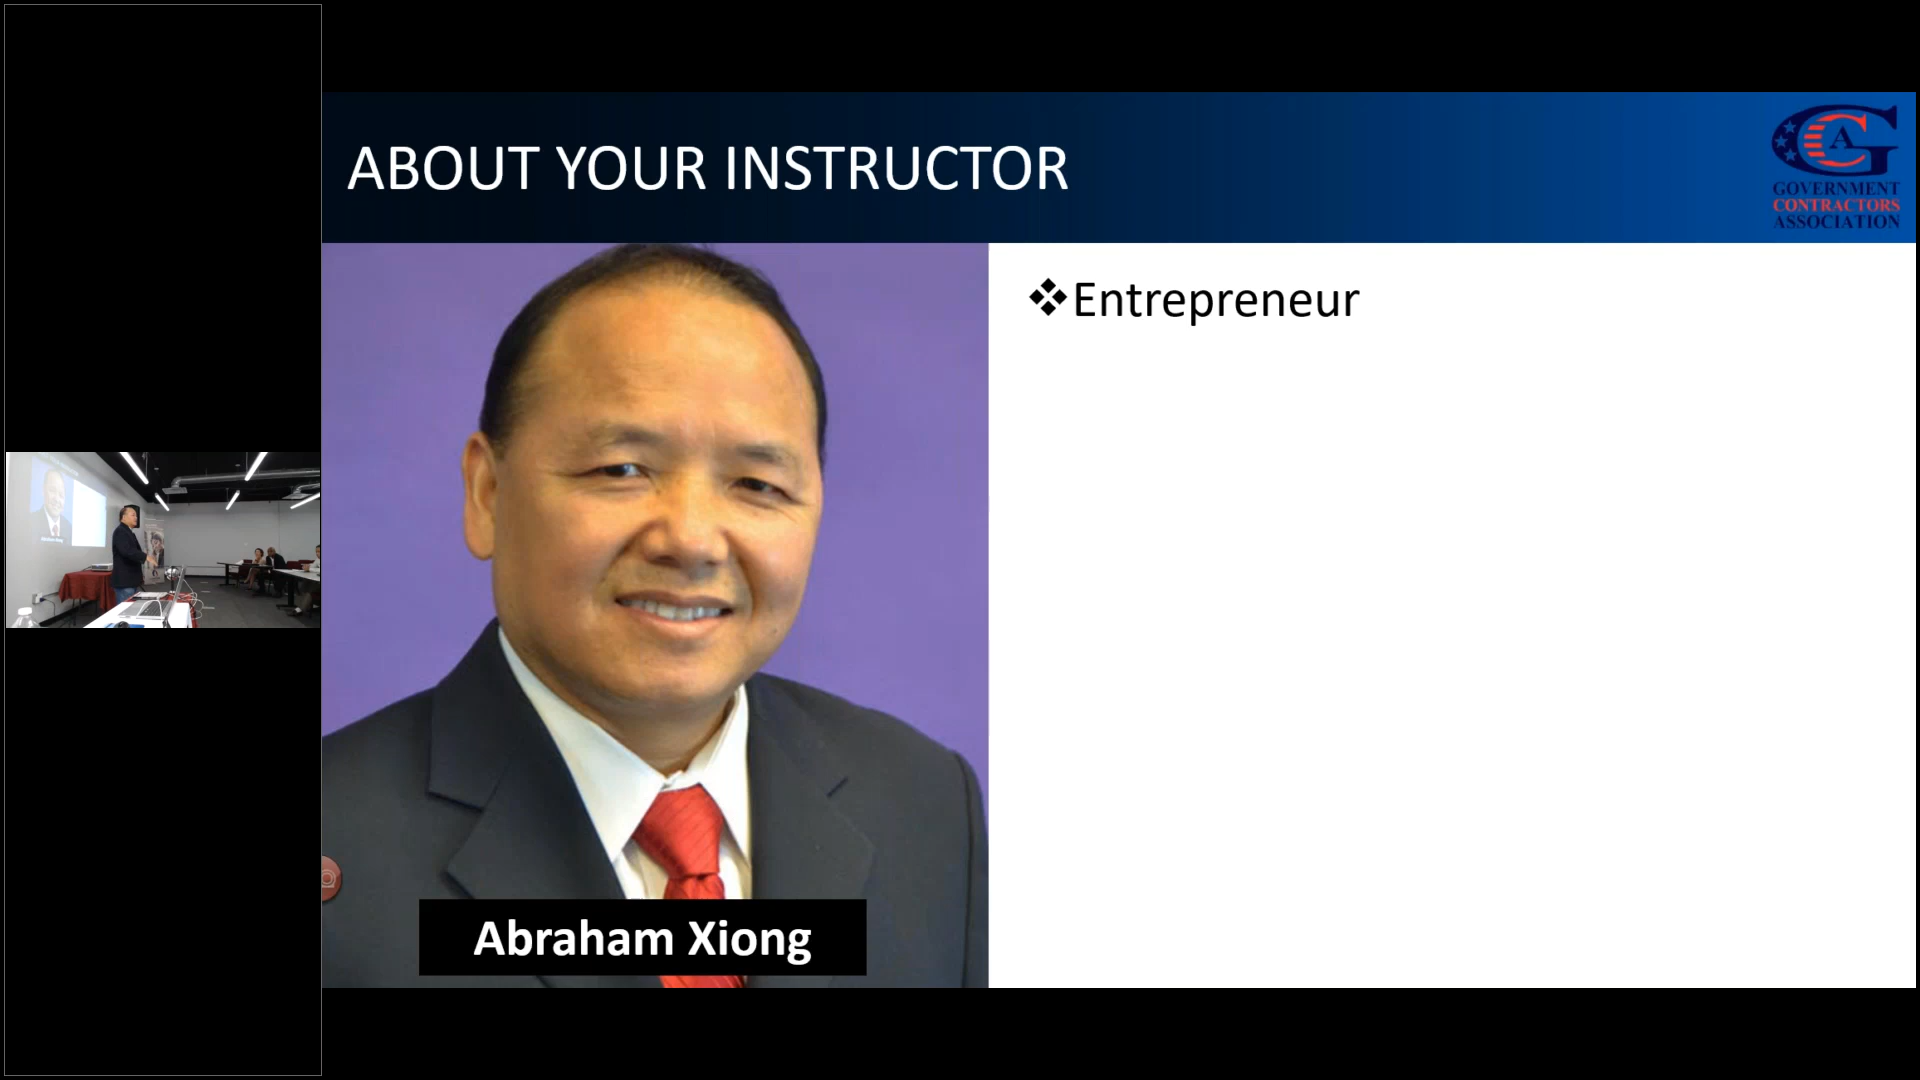 ABOUT YOUR INSTRUCTOR
GOVERNMENT
CONTRACTORS
ASSOCIATION
❖Entrepreneur
Abraham Xiong